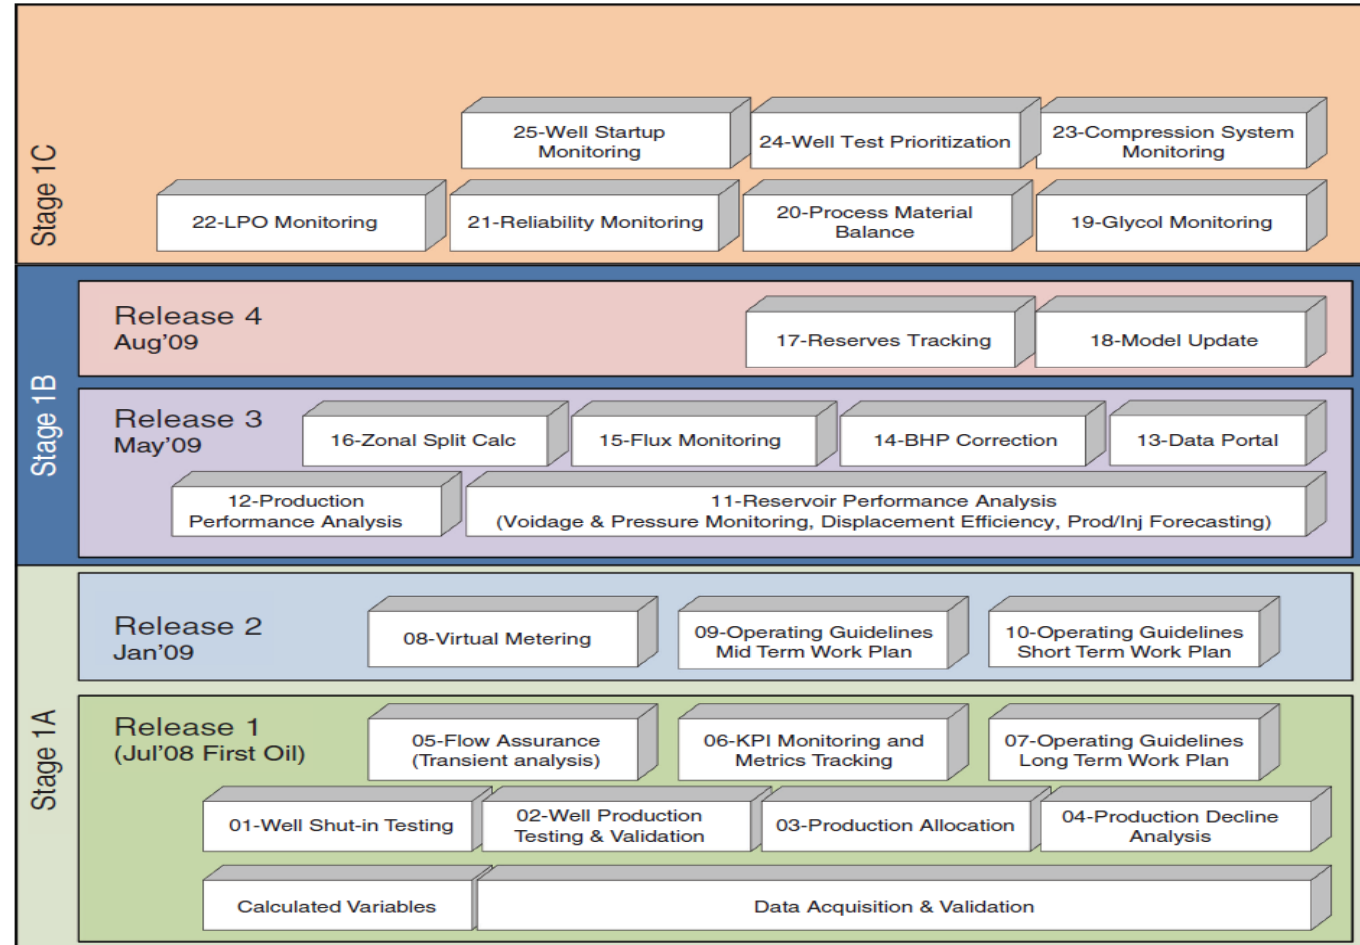 Stage 1C
25-Well Startup
Monitoring
24-Well Test Prioritization
23-Compression System
Monitoring
22-LPO Monitoring
21-Reliability Monitoring
20-Process Material
Balance
19-Glycol Monitoring
Stage 1B
Release 4
Aug'09
17-Reserves Tracking
18-Model Update
Release 3
May'09
16-Zonal Split Calc
15-Flux Monitoring
14-BHP Correction
13-Data Portal
12-Production
Performance Analysis
11-Reservoir Performance Analysis
(Voidage & Pressure Monitoring, Displacement Efficiency, Prod/Inj Forecasting)
Stage 1A
Release 2
Jan'09
08-Virtual Metering
09-Operating Guidelines
Mid Term Work Plan
10-Operating Guidelines
Short Term Work Plan
Release 1
(Jul'08 First Oil)
05-Flow Assurance
(Transient analysis)
06-KPI Monitoring and
Metrics Tracking
07-Operating Guidelines
Long Term Work Plan
01-Well Shut-in Testing
02-Well Production
Testing & Validation
03-Production Allocation
04-Production Decline
Analysis
Calculated Variables
Data Acquisition & Validation